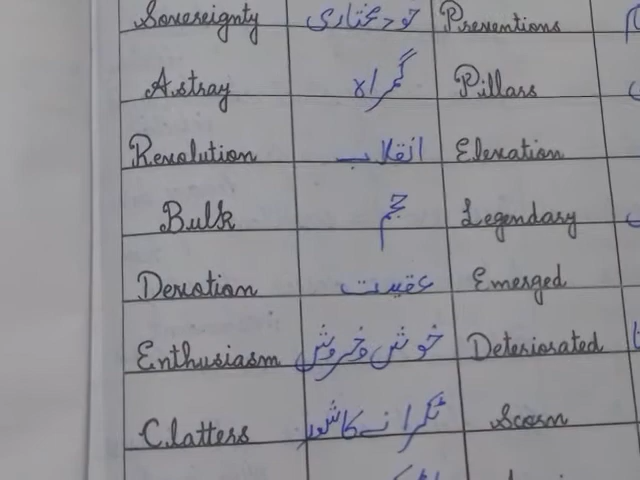 Sovereignty خود مختاری Preventions
Astray گمراہ Pillars
Revolution انقلاب Elevation
Bulk حجم Legendary
Devotion عقیدت Emerged
Enthusiasm خوش وخروش Deteriorated
Clatters ٹکرانے کا شور Scorn